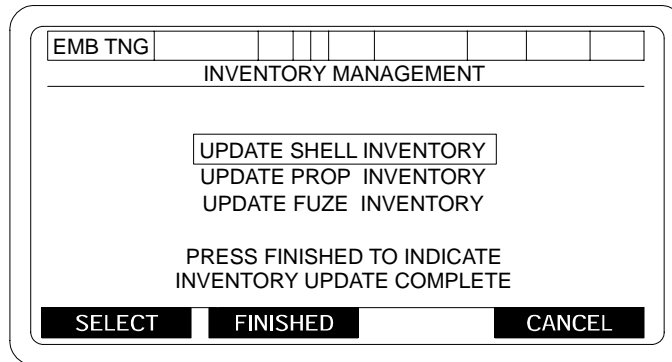 EMB TNG
INVENTORY MANAGEMENT
UPDATE SHELL INVENTORY
UPDATE PROP INVENTORY
UPDATE FUZE INVENTORY
PRESS FINISHED TO INDICATE
INVENTORY UPDATE COMPLETE
SELECT FINISHED CANCEL